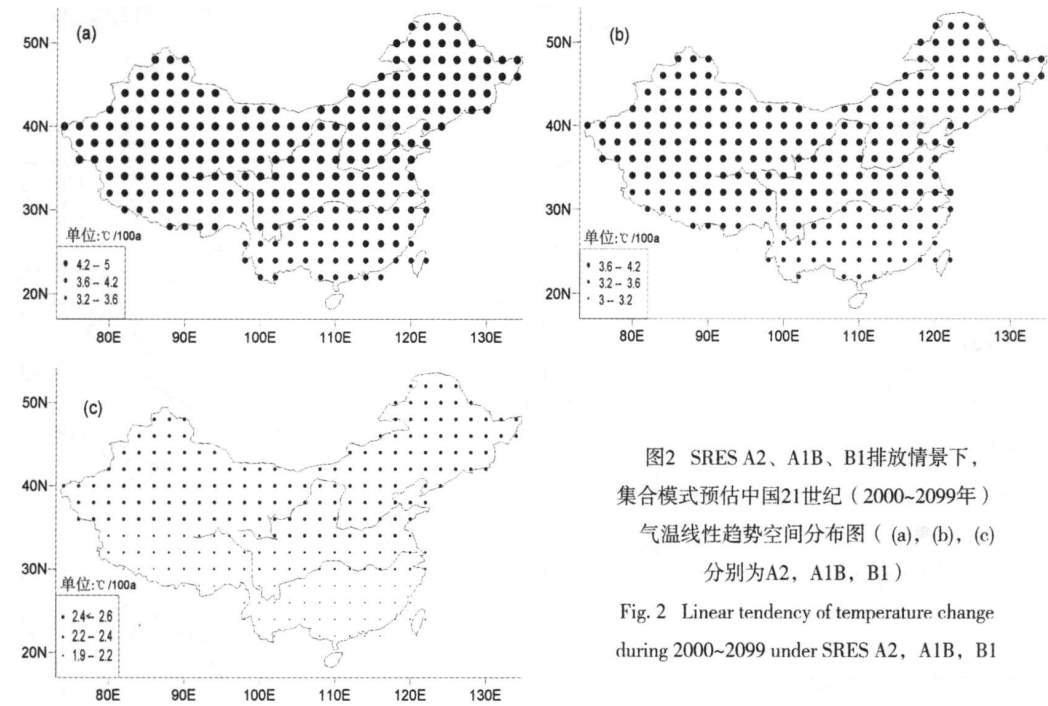 (a)
50N
40N
30N
20N
单位:℃/100a
4.2 -- 5
3.6 -- 4.2
3.2 -- 3.6
80E 90E 100E 110E 120E 130E
(b)
50N
40N
30N
20N
单位:℃/100a
3.6 -- 4.2
3.2 -- 3.6
3 -- 3.2
80E 90E 100E 110E 120E 130E
(c)
50N
40N
30N
20N
单位:℃/100a
2.4 -- 2.6
2.2 -- 2.4
1.9 -- 2.2
80E 90E 100E 110E 120E 130E
图2 SRES A2、A1B、B1排放情景下，
集合模式预估中国21世纪（2000~2099年）
气温线性趋势空间分布图（ (a)，(b)，(c)
分别为A2，A1B，B1）
Fig. 2 Linear tendency of temperature change
during 2000~2099 under SRES A2，A1B，B1